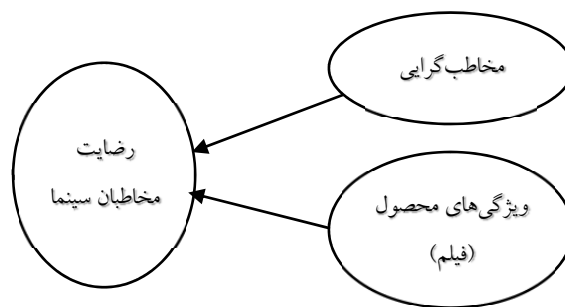 مخاطب‌گرایی
رضایت
مخاطبان سینما
ویژگی‌های محصول
(فیلم)